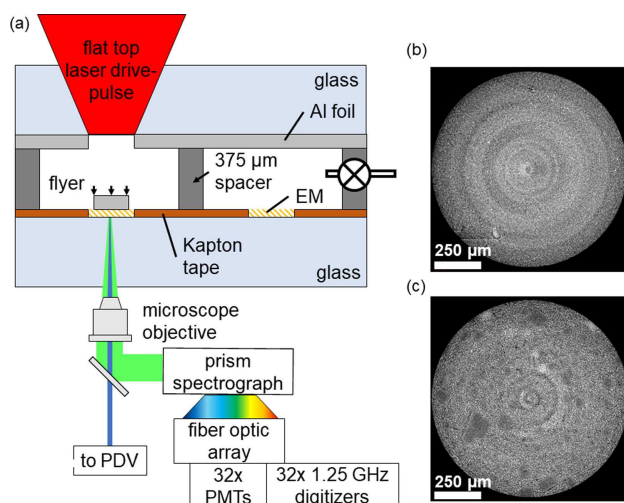 (a)
flat top
laser drive-
pulse
glass
Al foil
flyer
375 µm
spacer
EM
Kapton
tape
glass
microscope
objective
prism
spectrograph
fiber optic
array
to PDV
32x
PMTs
32x 1.25 GHz
digitizers
(b)
250 µm
(c)
250 µm